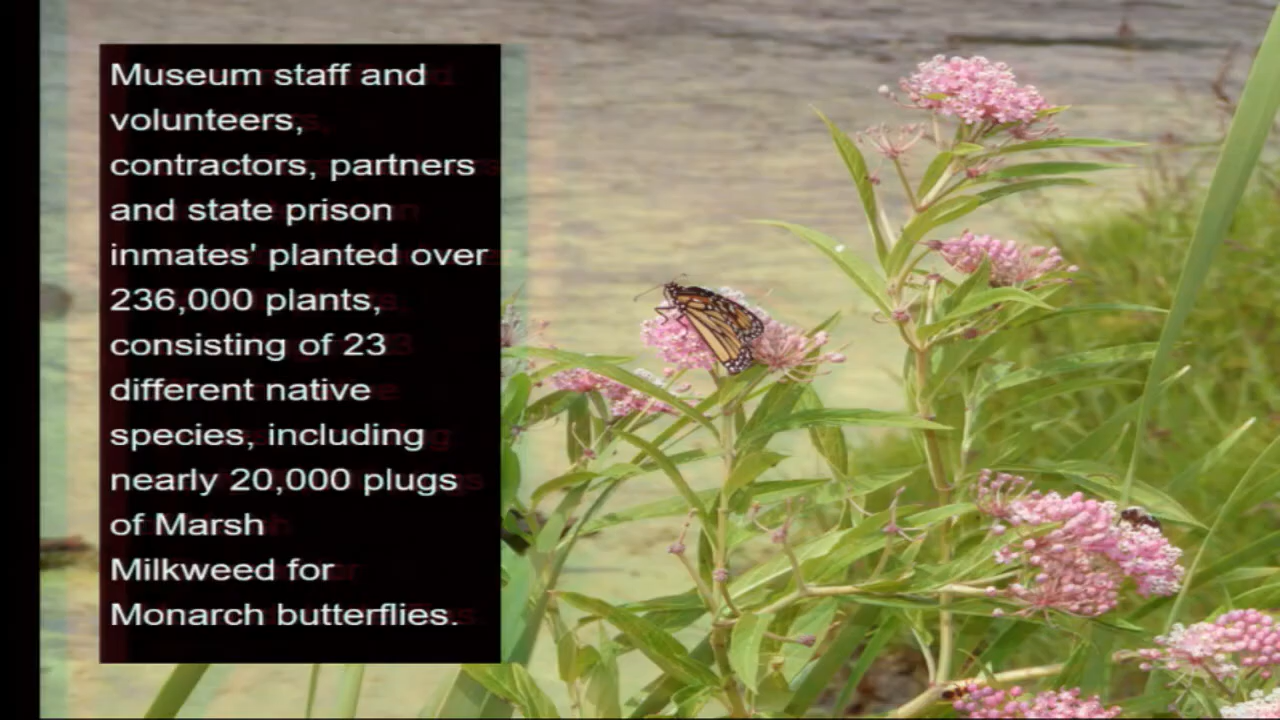 Museum staff and
volunteers,
contractors, partners
and state prison
inmates' planted over
236,000 plants,
consisting of 23
different native
species, including
nearly 20,000 plugs
of Marsh
Milkweed for
Monarch butterflies.